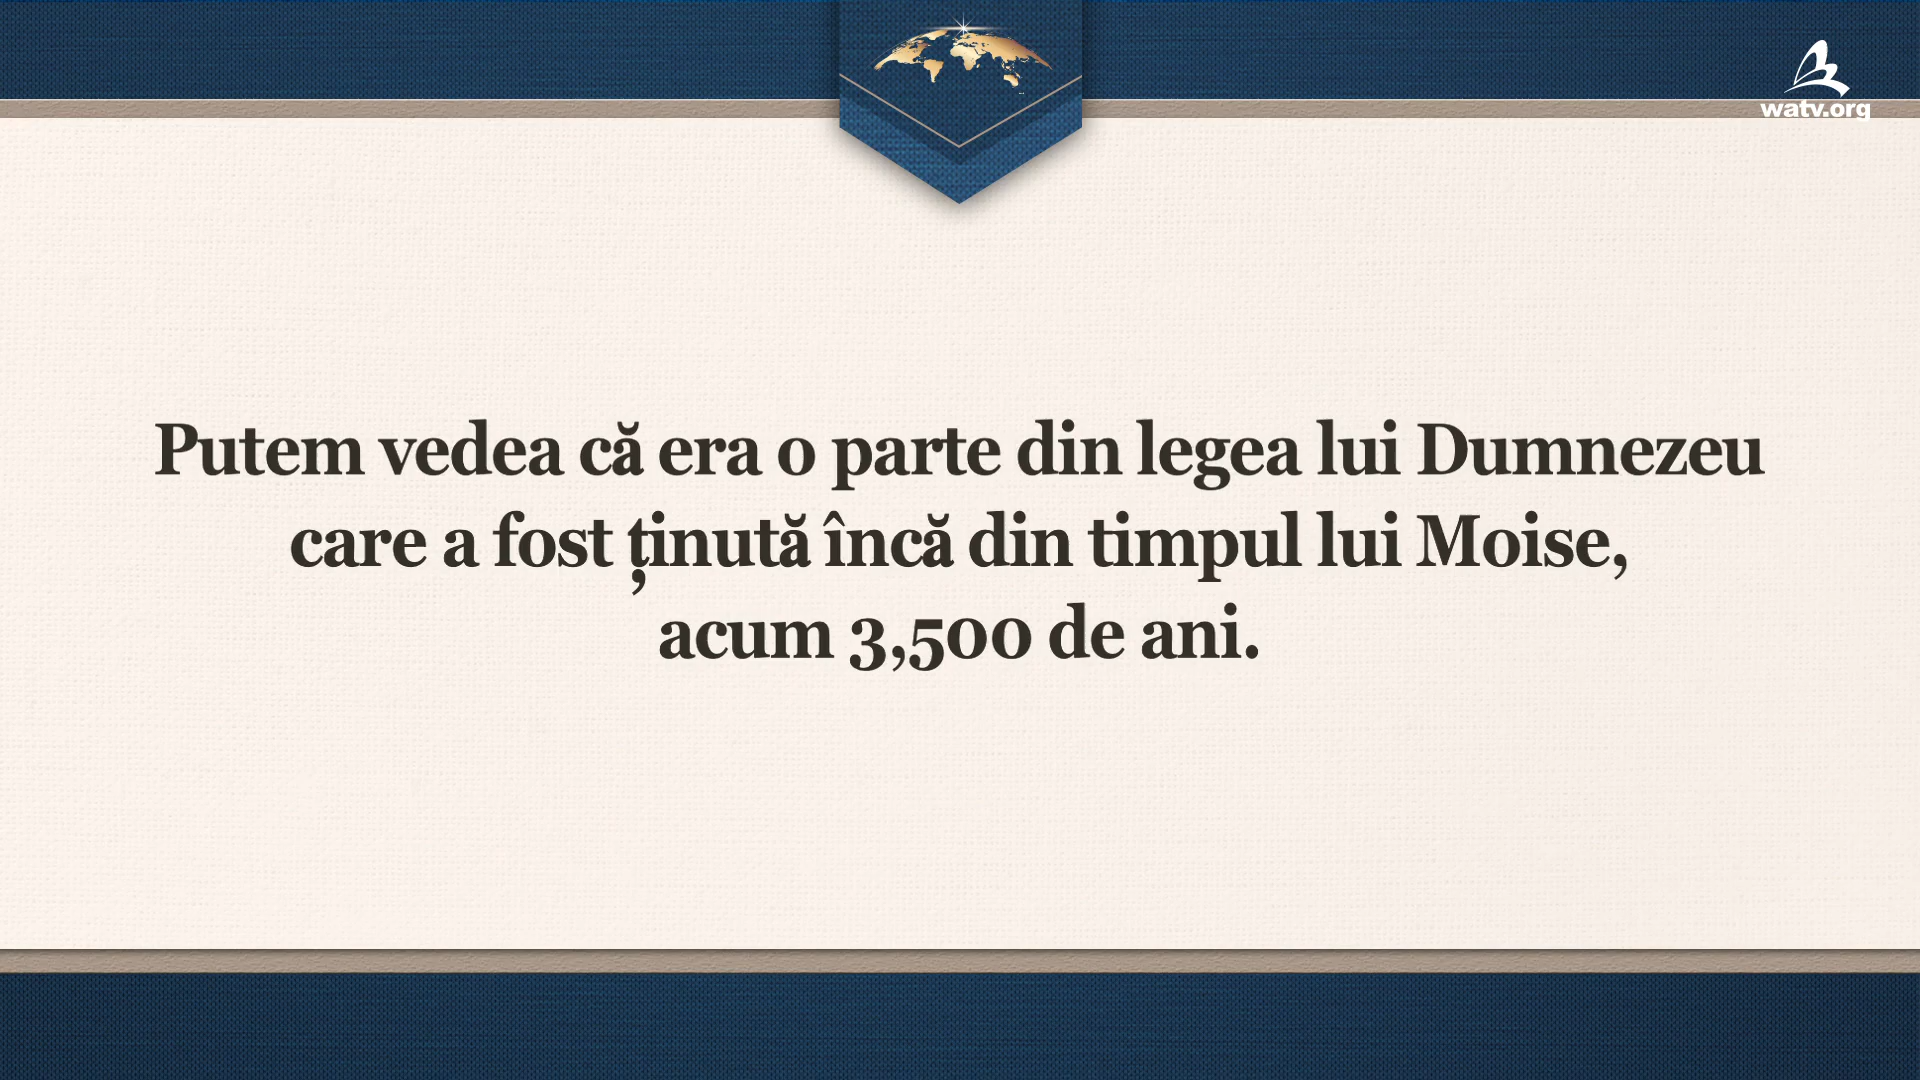 watv.org
Putem vedea că era o parte din legea lui Dumnezeu
care a fost ținută încă din timpul lui Moise,
acum 3,500 de ani.